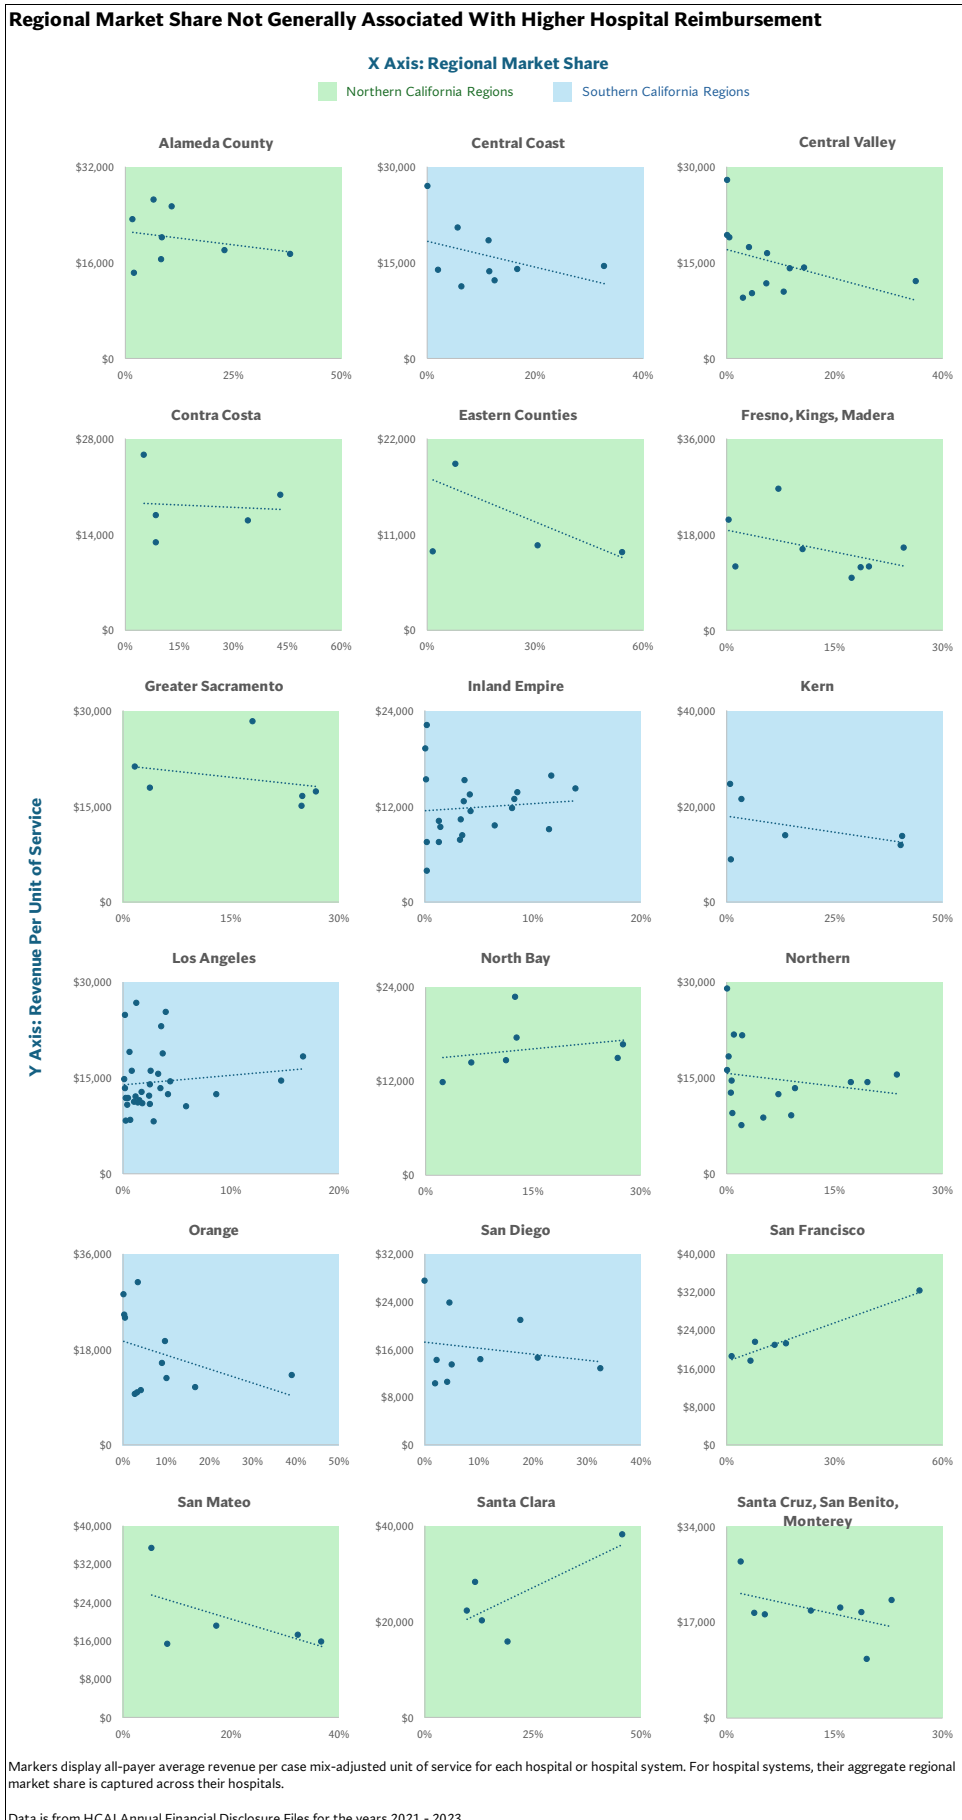 Regional Market Share Not Generally Associated With Higher Hospital Reimbursement
X Axis: Regional Market Share
Northern California Regions
Southern California Regions
Y Axis: Revenue Per Unit of Service
Alameda County
$32,000
$16,000
$0
0% 25% 50%
Central Coast
$30,000
$15,000
$0
0% 20% 40%
Central Valley
$30,000
$15,000
$0
0% 20% 40%
Contra Costa
$28,000
$14,000
$0
0% 15% 30% 45% 60%
Eastern Counties
$22,000
$11,000
$0
0% 30% 60%
Fresno, Kings, Madera
$36,000
$18,000
$0
0% 15% 30%
Greater Sacramento
$30,000
$15,000
$0
0% 15% 30%
Inland Empire
$24,000
$12,000
$0
0% 10% 20%
Kern
$40,000
$20,000
$0
0% 25% 50%
Los Angeles
$30,000
$15,000
$0
0% 10% 20%
North Bay
$24,000
$12,000
$0
0% 15% 30%
Northern
$30,000
$15,000
$0
0% 15% 30%
Orange
$36,000
$18,000
$0
0% 10% 20% 30% 40% 50%
San Diego
$32,000
$24,000
$16,000
$8,000
$0
0% 10% 20% 30% 40%
San Francisco
$40,000
$32,000
$24,000
$16,000
$8,000
$0
0% 30% 60%
San Mateo
$40,000
$32,000
$24,000
$16,000
$8,000
$0
0% 20% 40%
Santa Clara
$40,000
$20,000
$0
0% 25% 50%
Santa Cruz, San Benito,
Monterey
$34,000
$17,000
$0
0% 15% 30%
Markers display all-payer average revenue per case mix-adjusted unit of service for each hospital or hospital system. For hospital systems, their aggregate regional
market share is captured across their hospitals.
Data is from HCAI Annual Financial Disclosure Files for the years 2021 - 2023